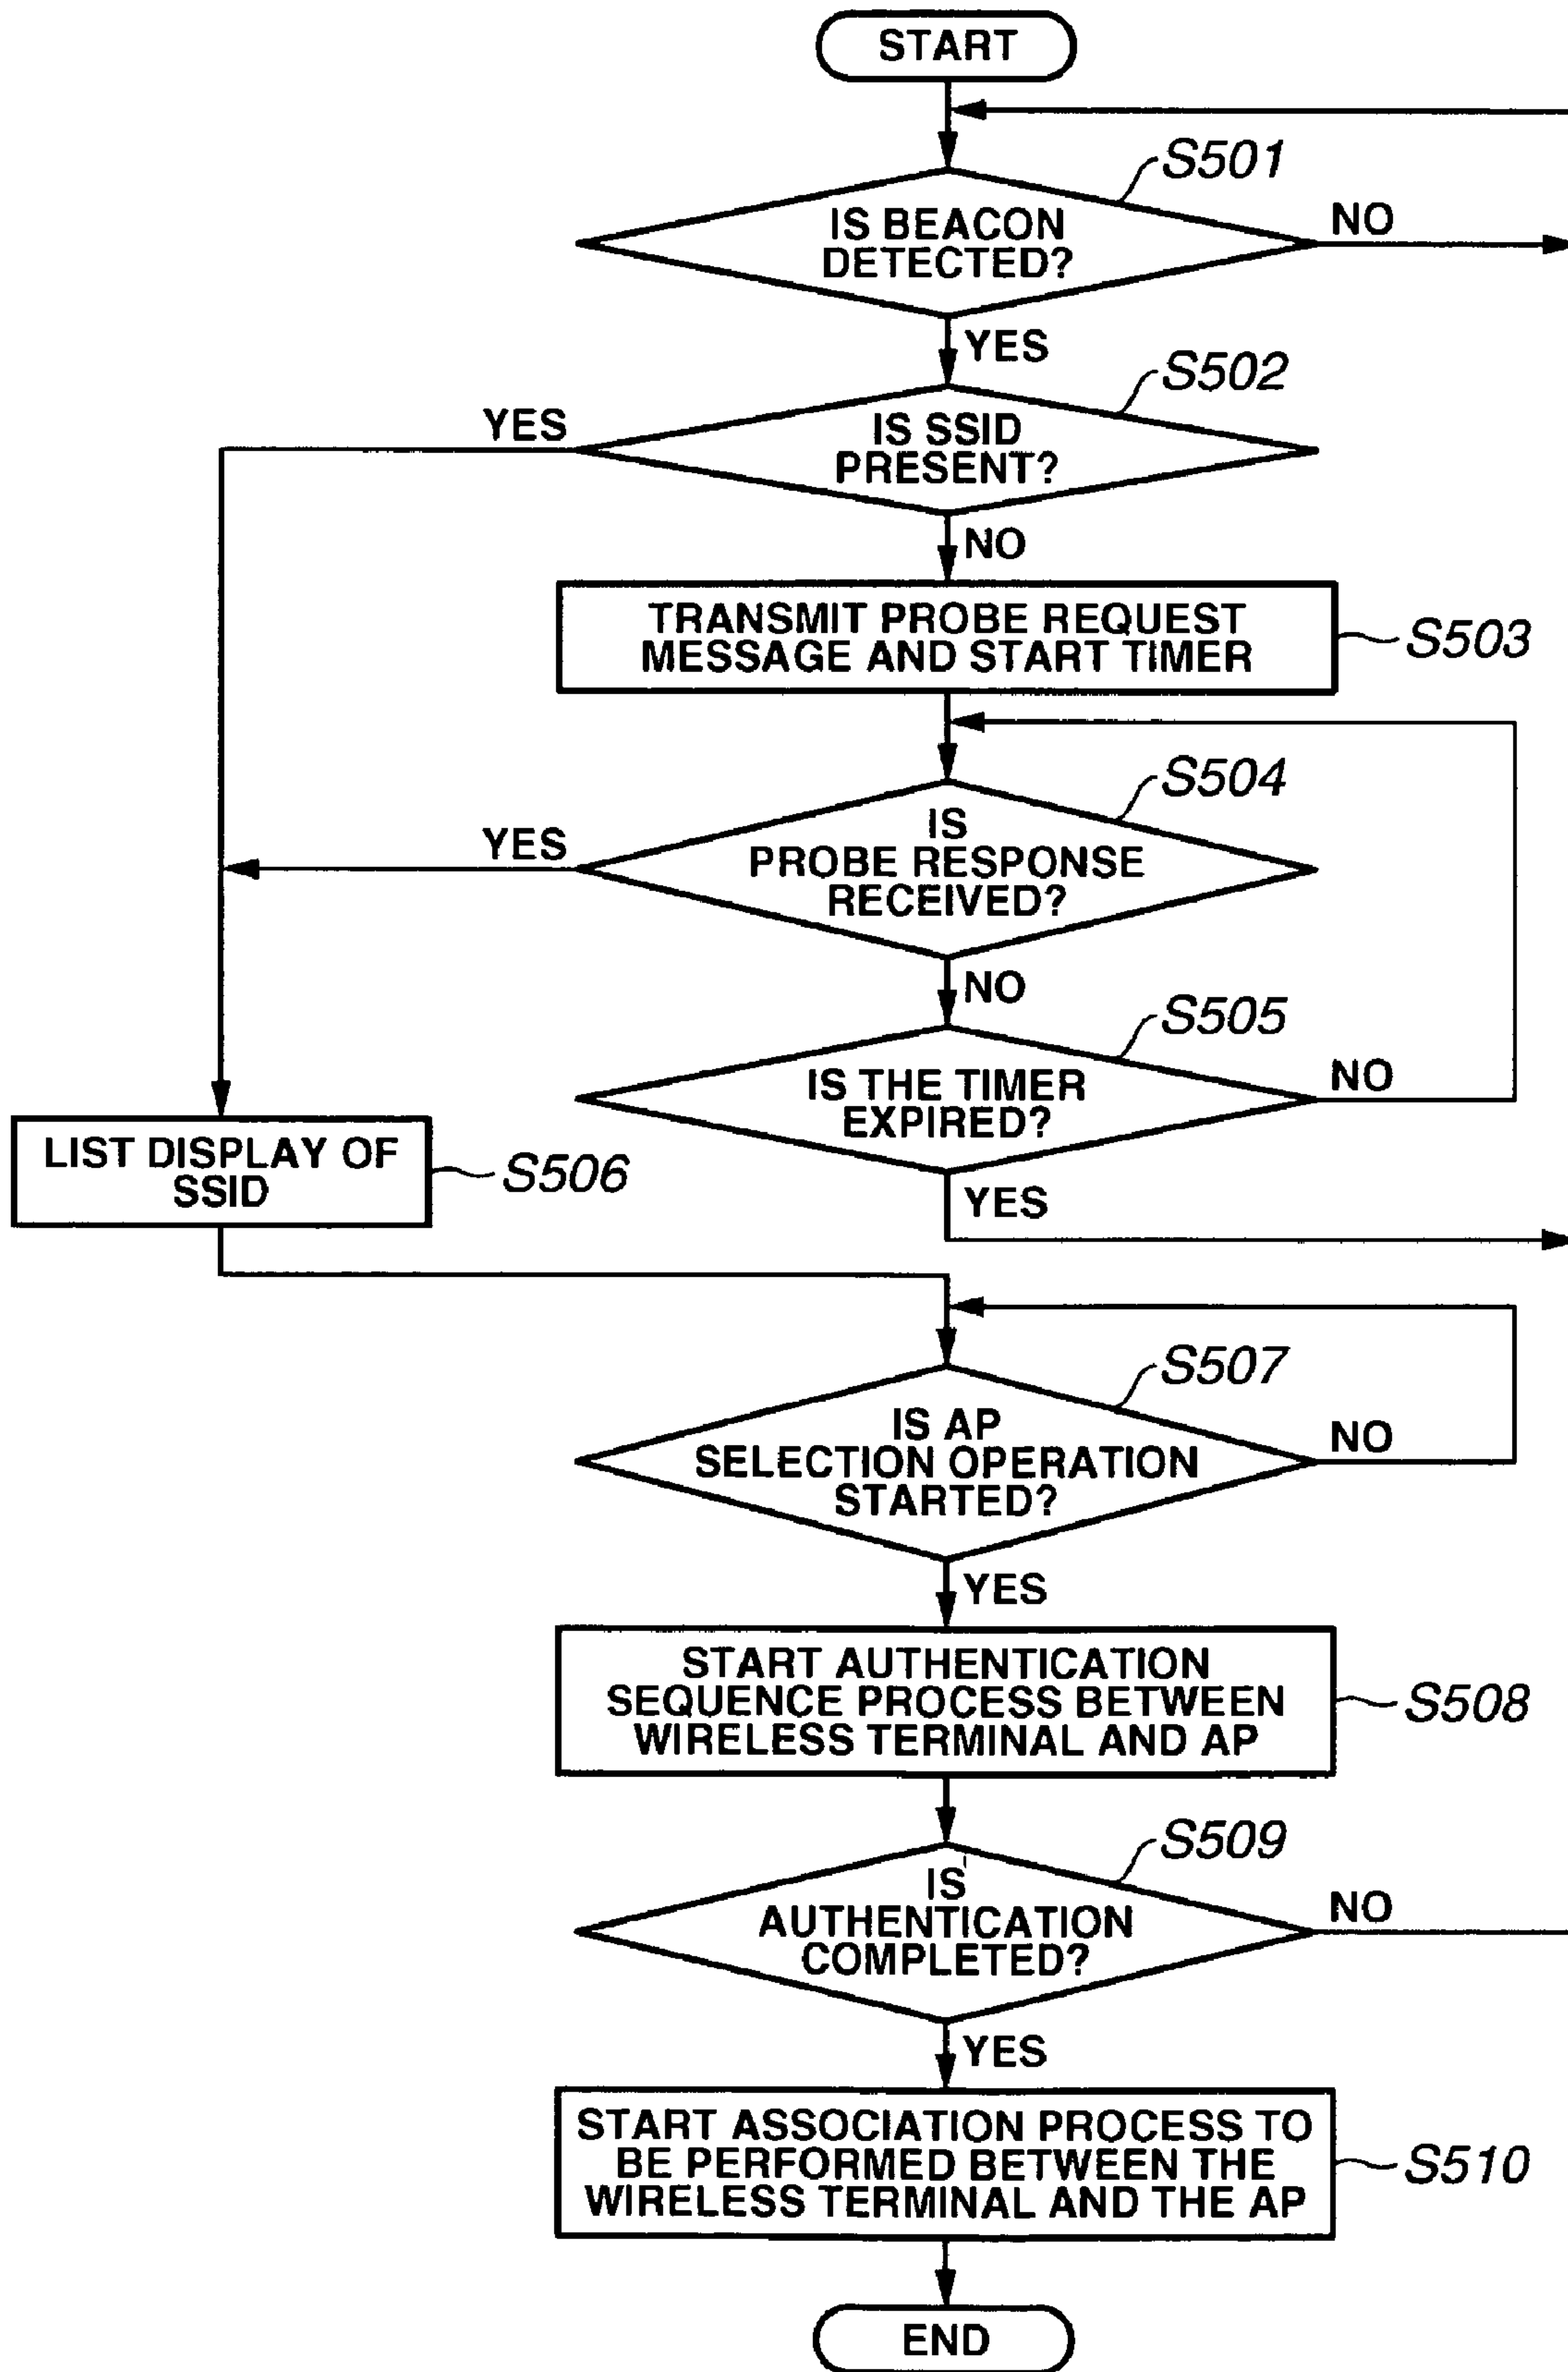 START
S501
IS BEACON
DETECTED?
NO
YES
S502
YES
IS SSID
PRESENT?
NO
TRANSMIT PROBE REQUEST
MESSAGE AND START TIMER
S503
S504
YES
IS
PROBE RESPONSE
RECEIVED?
NO
S505
IS THE TIMER
EXPIRED?
NO
LIST DISPLAY OF
SSID
S506
YES
S507
IS AP
SELECTION OPERATION
STARTED?
NO
YES
START AUTHENTICATION
SEQUENCE PROCESS BETWEEN
WIRELESS TERMINAL AND AP
S508
S509
IS
AUTHENTICATION
COMPLETED?
NO
YES
START ASSOCIATION PROCESS TO
BE PERFORMED BETWEEN THE
WIRELESS TERMINAL AND THE AP
S510
END